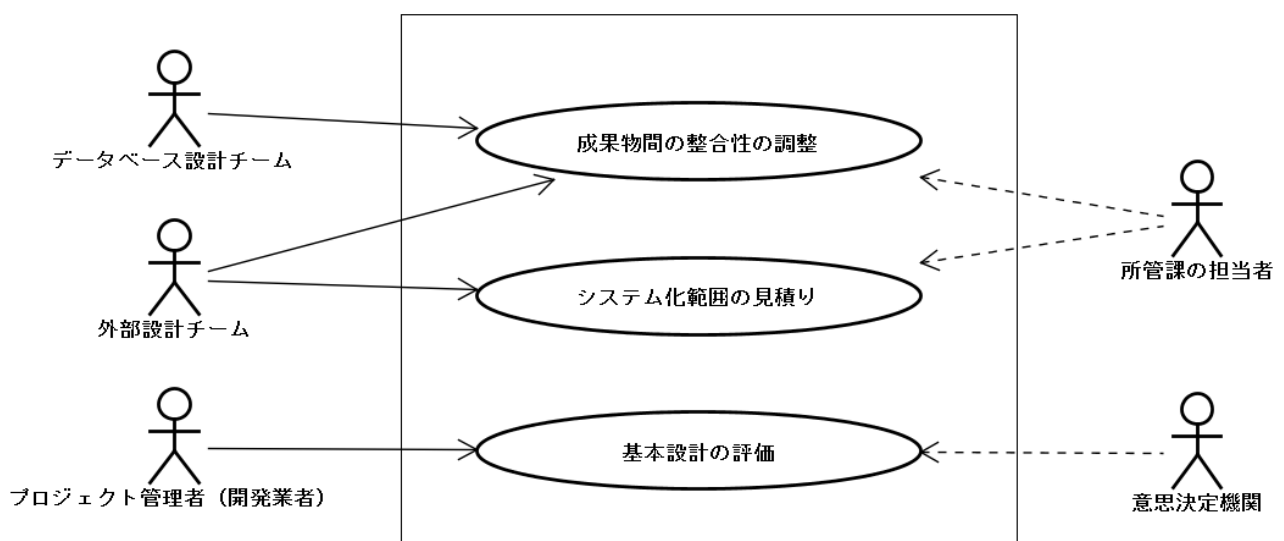 データベース設計チーム
成果物間の整合性の調整
所管課の担当者
外部設計チーム
システム化範囲の見積り
プロジェクト管理者（開発業者）
基本設計の評価
意思決定機関